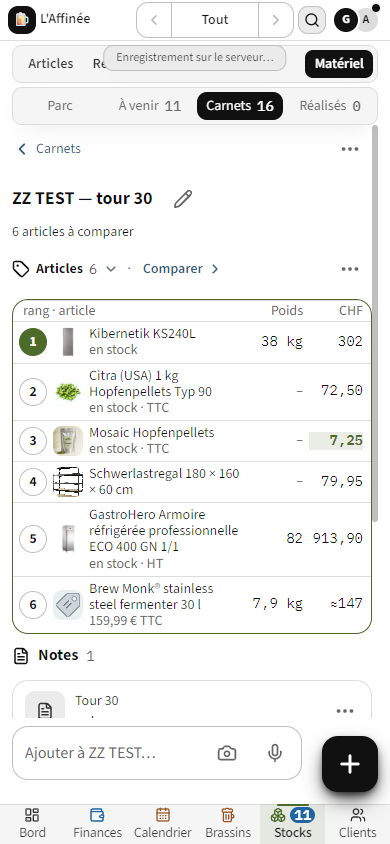 L'Affinée
Tout
G
A
Articles
Enregistrement sur le serveur…
Matériel
Parc
À venir 11
Carnets 16
Réalisés 0
Carnets
ZZ TEST — tour 30
6 articles à comparer
Articles 6 · Comparer
rang · article Poids CHF
1 Kibernetik KS240L 38 kg 302
en stock
2 Citra (USA) 1 kg
Hopfenpellets Typ 90 – 72,50
en stock · TTC
3 Mosaic Hopfenpellets – 7,25
en stock · TTC
4 Schwerlastregal 180 × 160 – 79,95
× 60 cm
5 GastroHero Armoire
réfrigérée professionnelle 82 913,90
ECO 400 GN 1/1
en stock · HT
6 Brew Monk® stainless 7,9 kg ≈147
steel fermenter 30 l
159,99 € TTC
Notes 1
Tour 30
Ajouter à ZZ TEST…
11
Bord
Finances
Calendrier
Brassins
Stocks
Clients